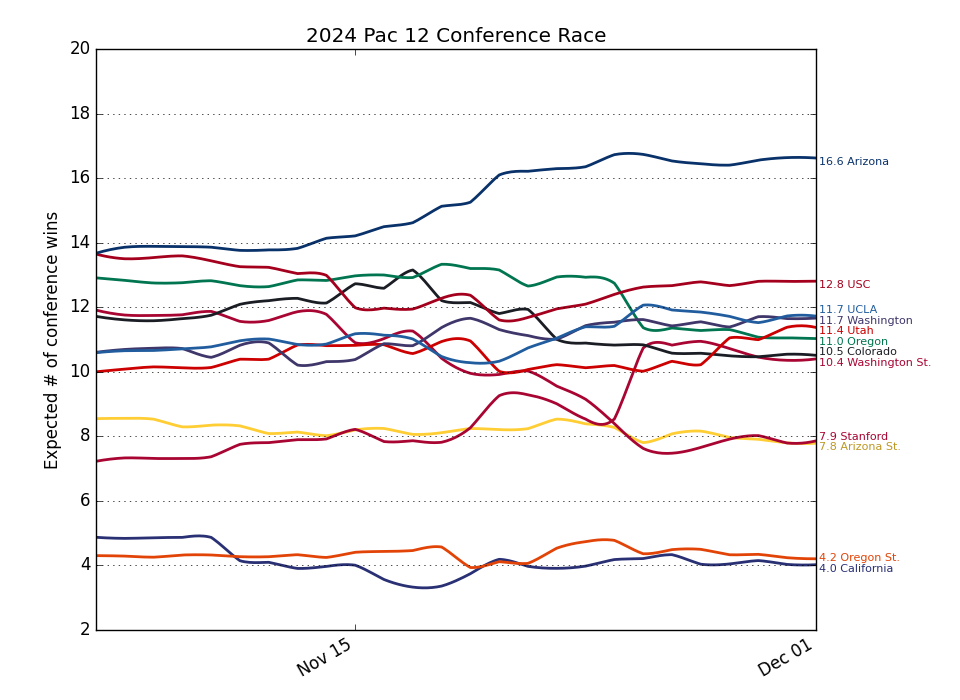 2024 Pac 12 Conference Race
Expected # of conference wins
20
18
16
14
12
10
8
6
4
2
16.6 Arizona
12.8 USC
11.7 UCLA
11.7 Washington
11.4 Utah
11.0 Oregon
10.5 Colorado
10.4 Washington St.
7.9 Stanford
7.8 Arizona St.
4.2 Oregon St.
4.0 California
Nov 15
Dec 01